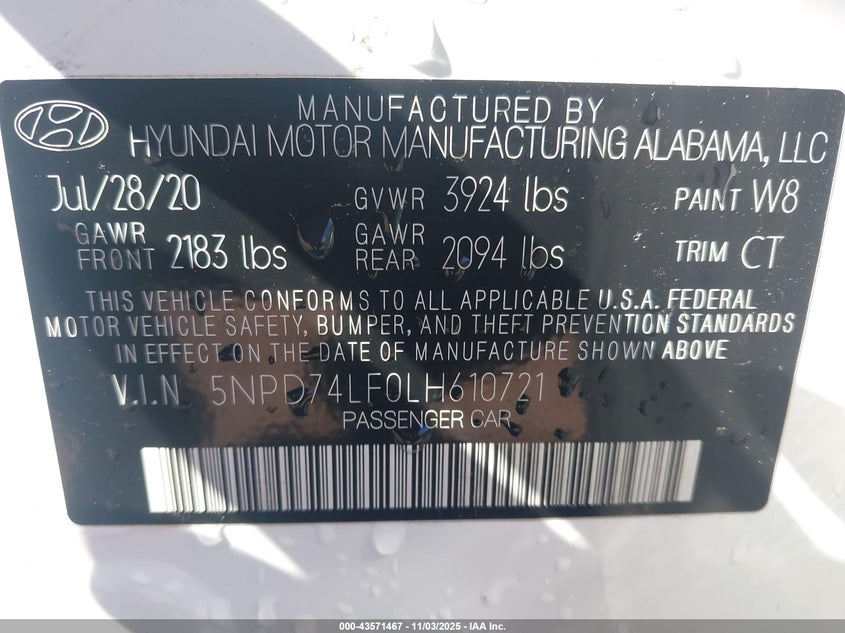 MANUFACTURED BY
HYUNDAI MOTOR MANUFACTURING ALABAMA, LLC
Jul/28/20 GVWR 3924 lbs PAINT W8
GAWR FRONT 2183 lbs GAWR REAR 2094 lbs TRIM CT
THIS VEHICLE CONFORMS TO ALL APPLICABLE U.S.A. FEDERAL
MOTOR VEHICLE SAFETY, BUMPER, AND THEFT PREVENTION STANDARDS
IN EFFECT ON THE DATE OF MANUFACTURE SHOWN ABOVE
V.I.N 5NPD74LF0LH610721
PASSENGER CAR
000-43571467 - 11/03/2025 - IAA Inc.